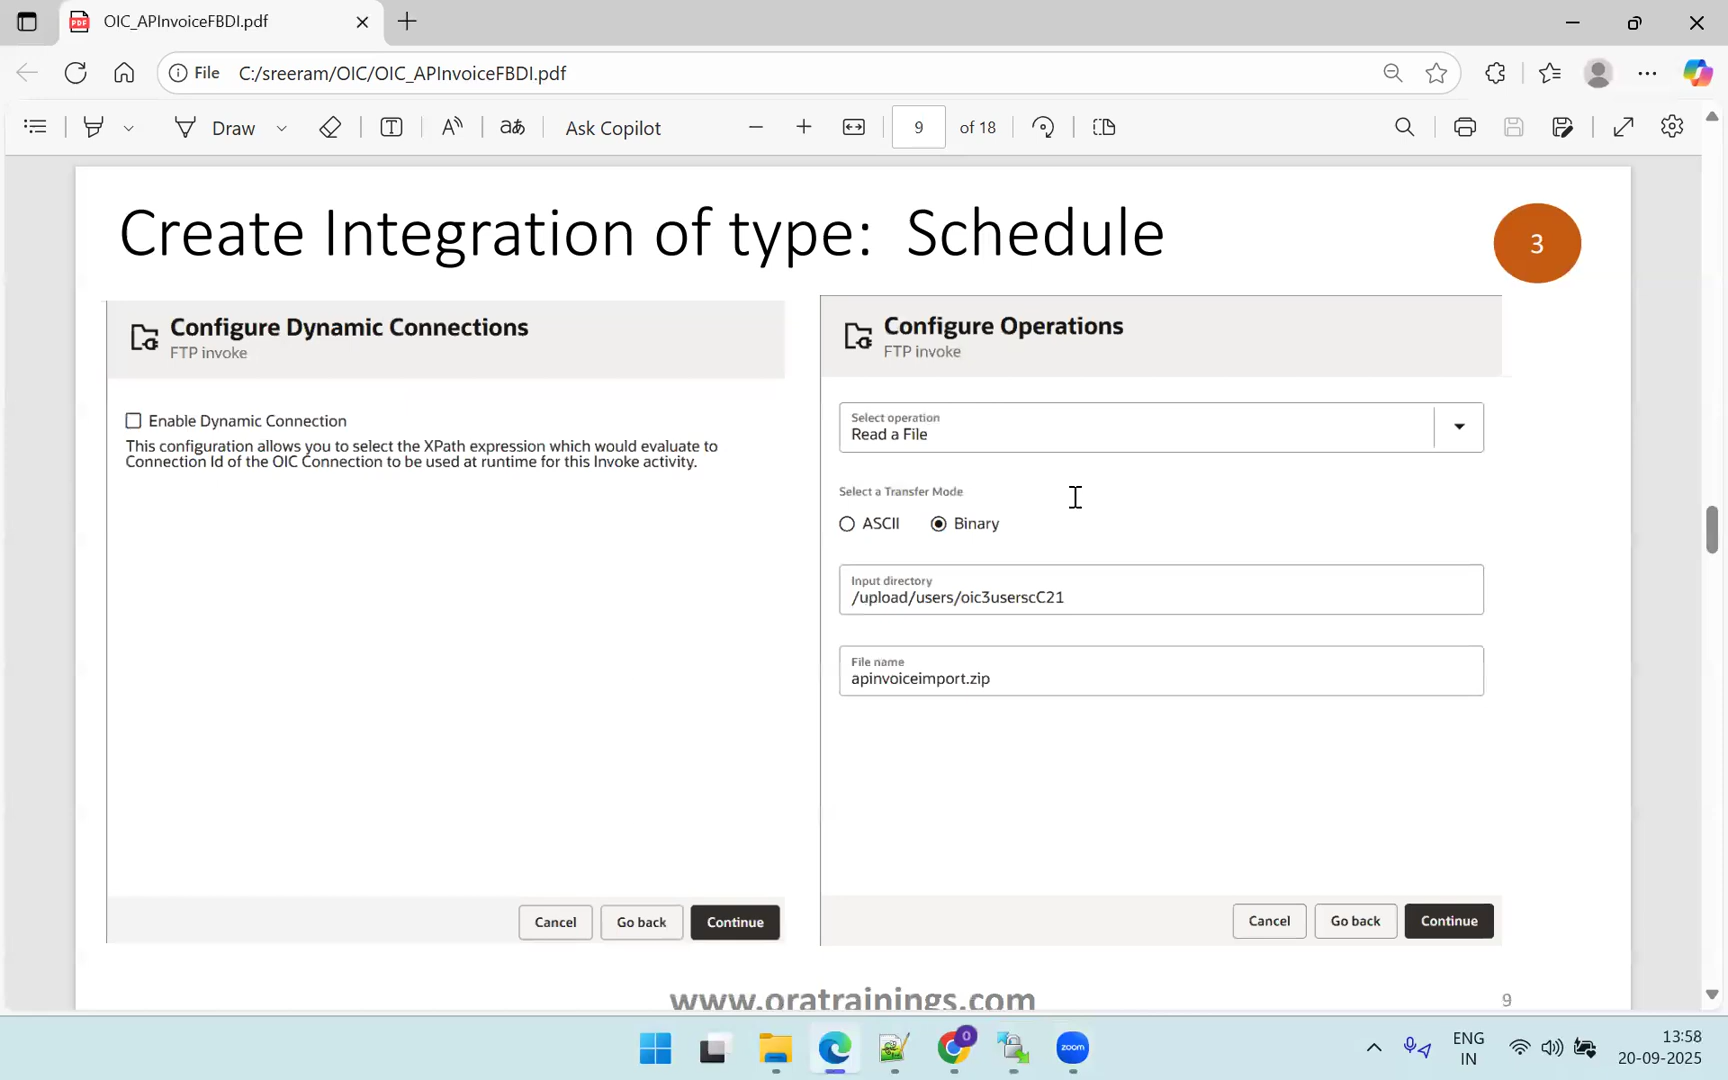 OIC_APInvoiceFBDI.pdf
File C:/sreeram/OIC/OIC_APInvoiceFBDI.pdf
Draw
Ask Copilot
9 of 18
Create Integration of type: Schedule
3
Configure Dynamic Connections
FTP invoke
Enable Dynamic Connection
This configuration allows you to select the XPath expression which would evaluate to
Connection Id of the OIC Connection to be used at runtime for this Invoke activity.
Cancel Go back Continue
Configure Operations
FTP invoke
Select operation
Read a File
Select a Transfer Mode
ASCII Binary
Input directory
/upload/users/oic3userscC21
File name
apinvoiceimport.zip
Cancel Go back Continue
www.oratrainings.com
9
0
zoom
ENG
IN
13:58
20-09-2025